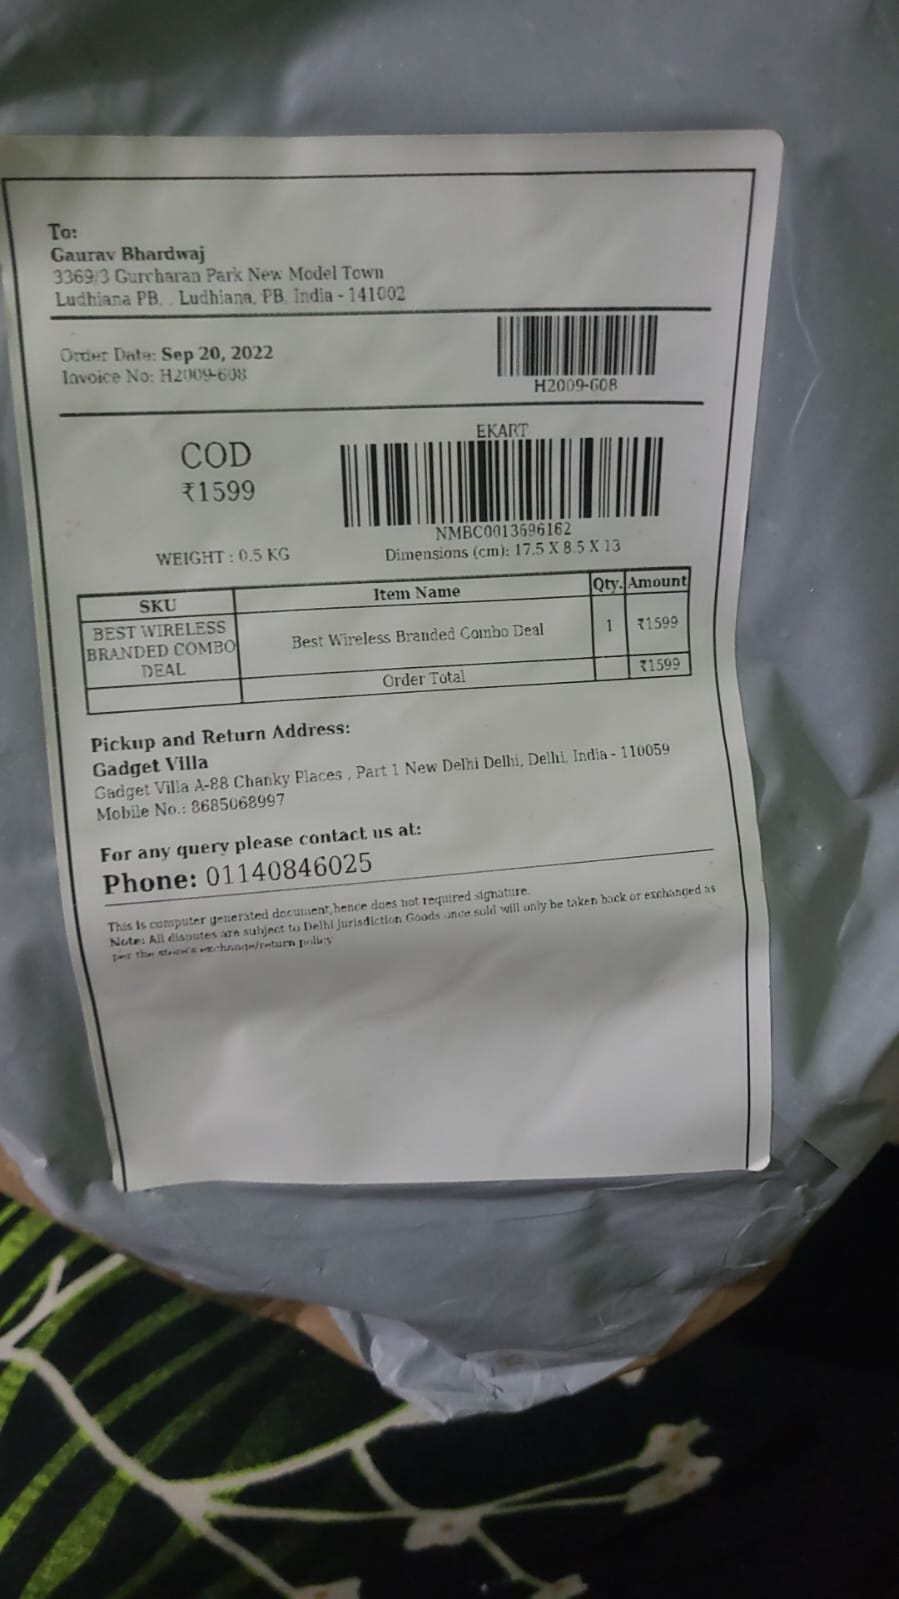 To:
Gaurav Bhardwaj
3369/3 Gurcharan Park New Model Town
Ludhiana PB, , Ludhiana, PB, India - 141002
Order Date: Sep 20, 2022
Invoice No: H2009-608
H2009-608
COD
₹1599
EKART
NMBC0013696162
WEIGHT : 0.5 KG
Dimensions (cm): 17.5 X 8.5 X 13
SKU Item Name Qty. Amount
BEST WIRELESS
BRANDED COMBO Best Wireless Branded Combo Deal 1 ₹1599
DEAL
Order Total ₹1599
Pickup and Return Address:
Gadget Villa
Gadget Villa A-88 Chanky Places , Part 1 New Delhi Delhi, Delhi, India - 110059
Mobile No.: 8685068997
For any query please contact us at:
Phone: 01140846025
This is computer generated document,hence does not required signature.
Note: All disputes are subject to Delhi jurisdiction Goods once sold will only be taken back or exchanged as
per the store's exchange/return policy